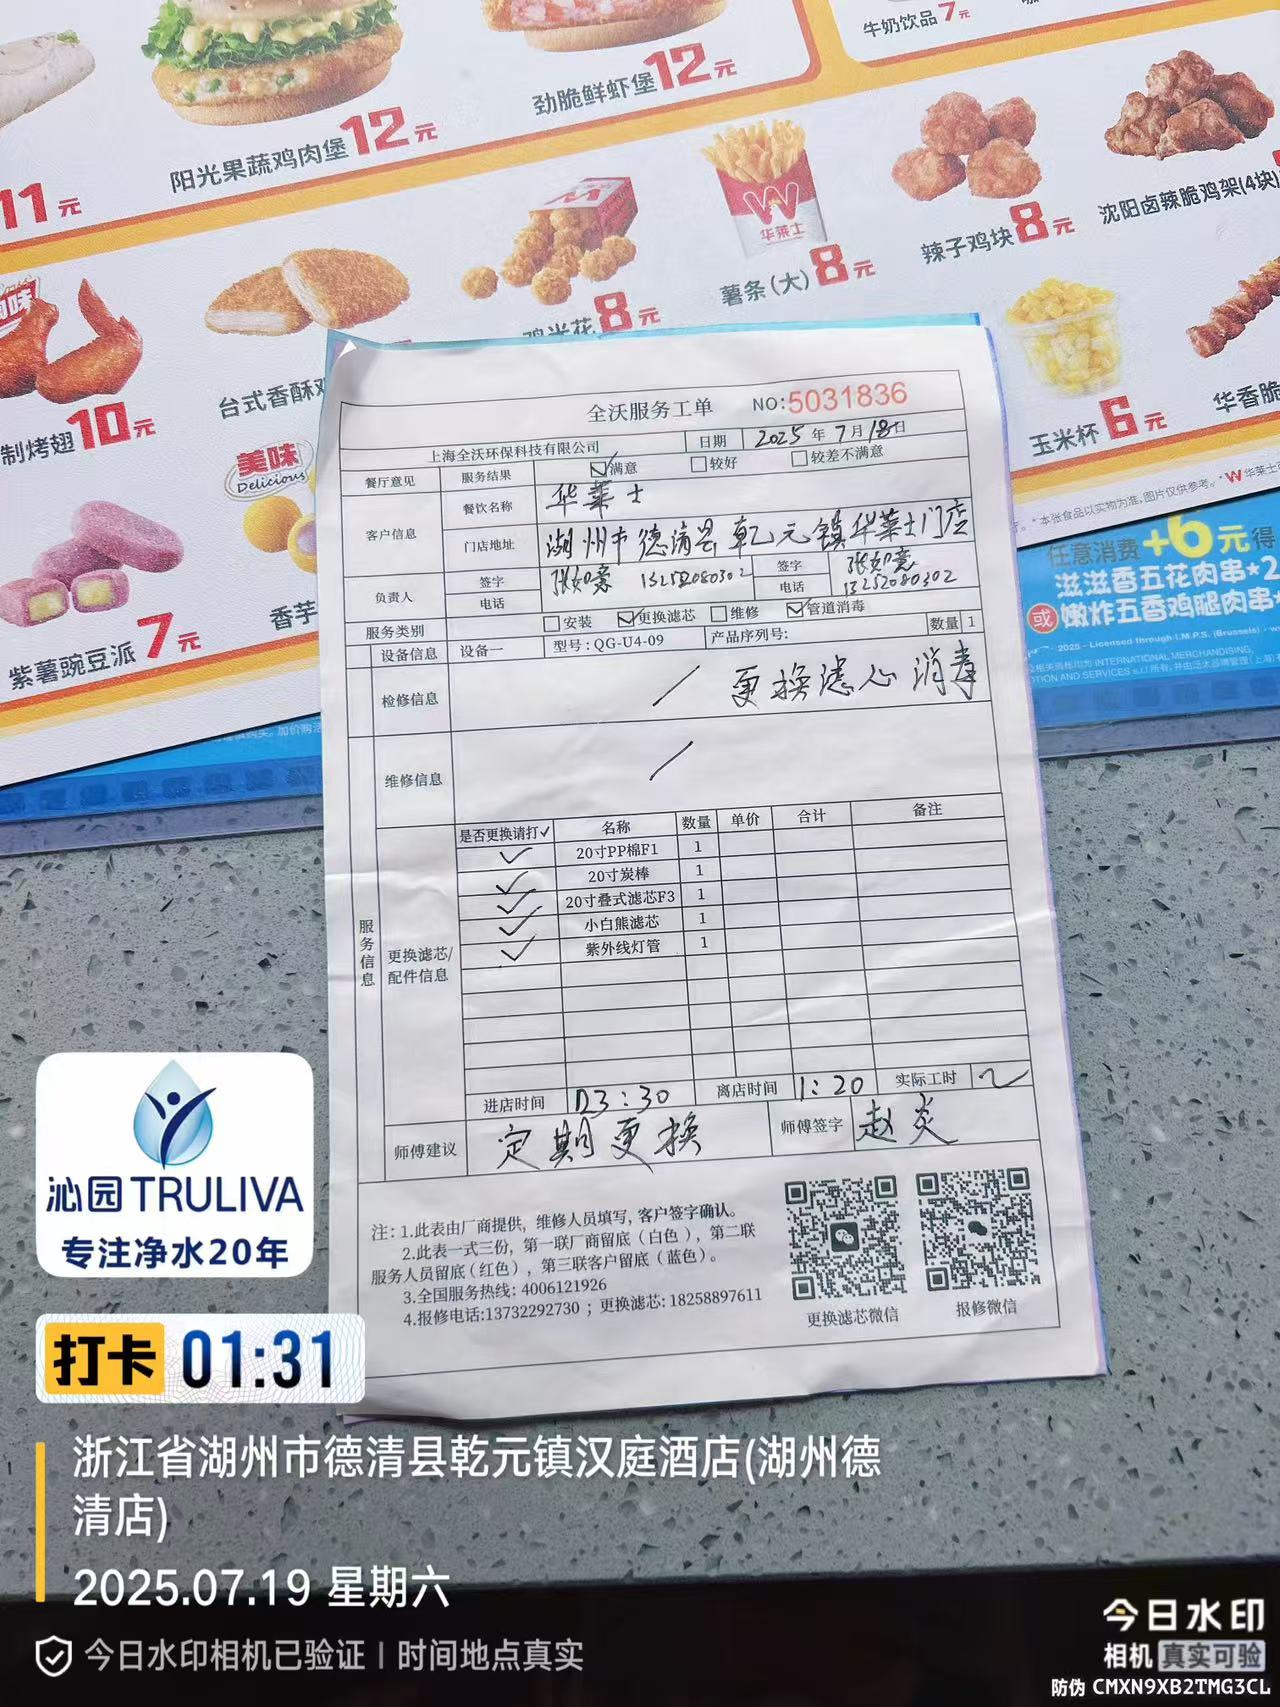 牛奶饮品7元
劲脆鲜虾堡12元
阳光果蔬鸡肉堡12元
11元
沈阳卤辣脆鸡架(4块)
辣子鸡块8元
薯条(大)8元
华莱士
鸡米花8元
台式香酥
制烤翅10元
玉米杯6元
华香脆
美味
Delicious
紫薯豌豆派7元
香芋
*本张食品以实物为准,图片仅供参考。
任意消费+6元得
滋滋香五花肉串*2
或嫩炸五香鸡腿肉串
全沃服务工单 NO:5031836
上海全沃环保科技有限公司 日期 2025年7月18日
餐厅意见 服务结果 满意 较好 较差不满意
客户信息 餐饮名称 华莱士
门店地址 湖州市德清县乾元镇华莱士门店
负责人 签字 张如意 13252080302 签字 张如意
电话 电话 13252080302
服务类别 安装 更换滤芯 维修 管道消毒
设备信息 设备一 型号:QG-U4-09 产品序列号: 数量 1
检修信息 更换滤心消毒
维修信息
服务信息
更换滤芯/配件信息
是否更换请打✓ 名称 数量 单价 合计 备注
✓ 20寸PP棉F1 1
✓ 20寸炭棒 1
✓ 20寸叠式滤芯F3 1
✓ 小白熊滤芯 1
✓ 紫外线灯管 1
进店时间 23:30 离店时间 1:20 实际工时 2
师傅建议 定期更换 师傅签字 赵炎
注:1.此表由厂商提供,维修人员填写,客户签字确认。
2.此表一式三份,第一联厂商留底(白色),第二联
服务人员留底(红色),第三联客户留底(蓝色)。
3.全国服务热线:4006121926
4.报修电话:13732292730 ; 更换滤芯:18258897611
更换滤芯微信 报修微信
沁园TRULIVA
专注净水20年
打卡 01:31
浙江省湖州市德清县乾元镇汉庭酒店(湖州德
清店)
2025.07.19 星期六
今日水印相机已验证 | 时间地点真实
今日水印
相机 真实可验
防伪 CMXN9XB2TMG3CL